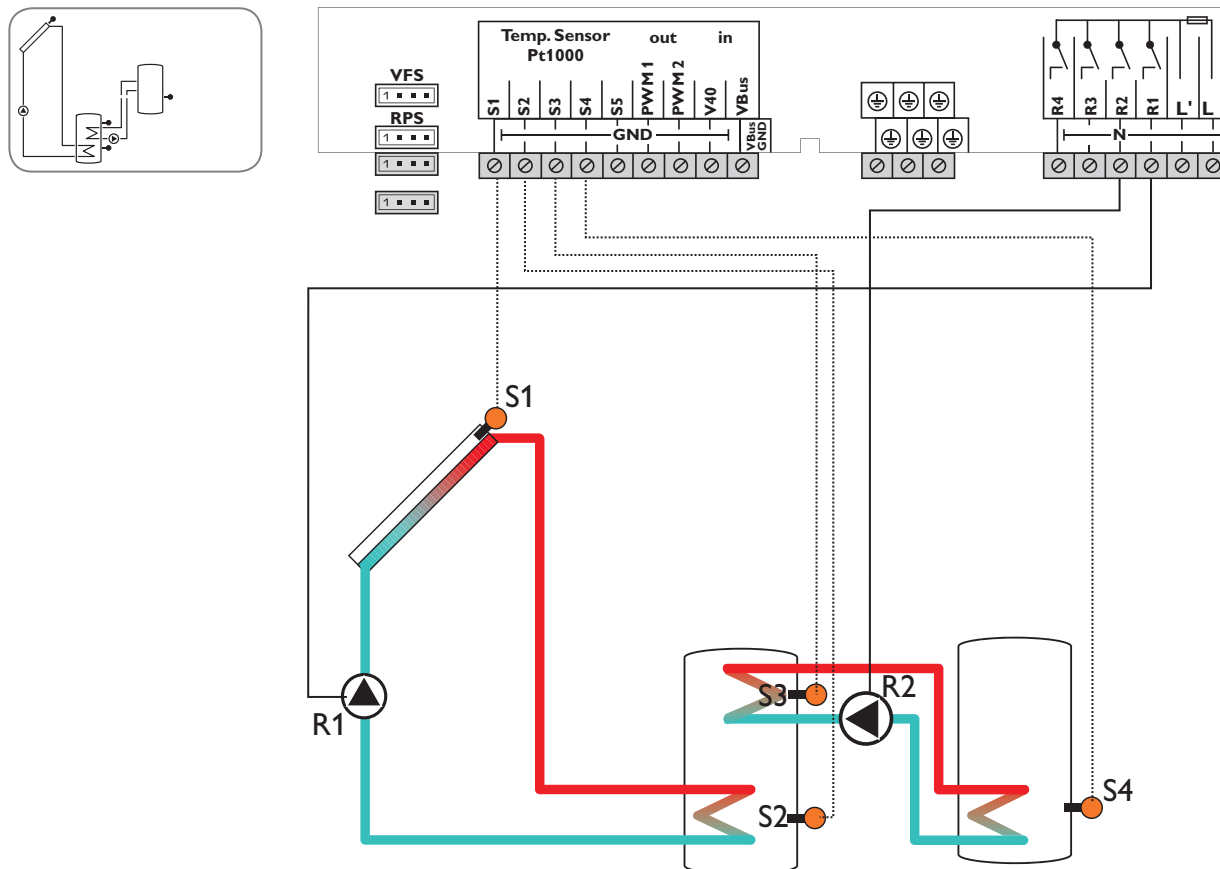 Temp. Sensor
Pt1000
out
in
VFS
1
RPS
1
1
1
S1
S2
S3
S4
S5
PWM 1
PWM 2
V40
VBus
GND
VBus
GND
R4
R3
R2
R1
L'
L
N
S1
R1
S3
R2
S2
S4